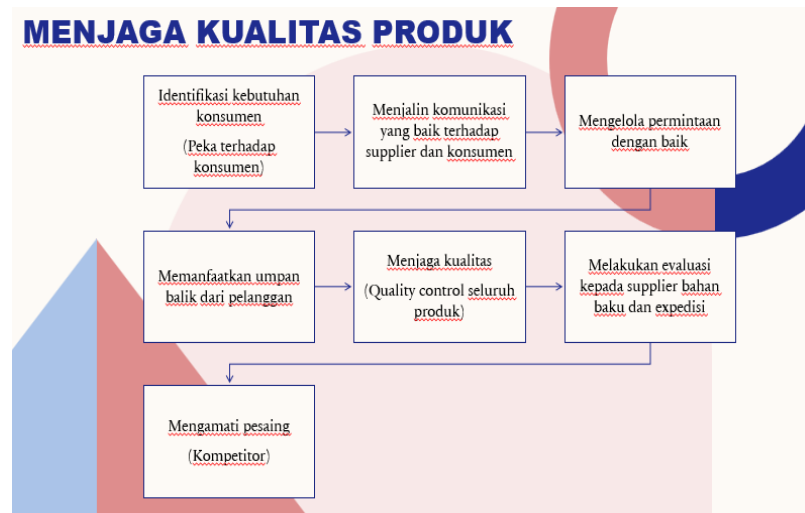 MENJAGA KUALITAS PRODUK
Identifikasi kebutuhan
konsumen
(Peka terhadap
konsumen)
Menjalin komunikasi
yang baik terhadap
supplier dan konsumen
Mengelola permintaan
dengan baik
Memanfaatkan umpan
balik dari pelanggan
Menjaga kualitas
(Quality control seluruh
produk)
Melakukan evaluasi
kepada supplier bahan
baku dan expedisi
Mengamati pesaing
(Kompetitor)